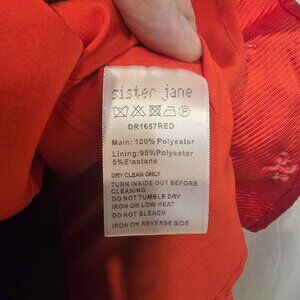 sister jane
DR1657RED
Main: 100% Polyester
Lining: 95%Polyester
5%Elastane
DRY CLEAN ONLY
TURN INSIDE OUT BEFORE
CLEANING
DO NOT TUMBLE DRY
IRON ON LOW HEAT
DO NOT BLEACH
IRON ON REVERSE SIDE